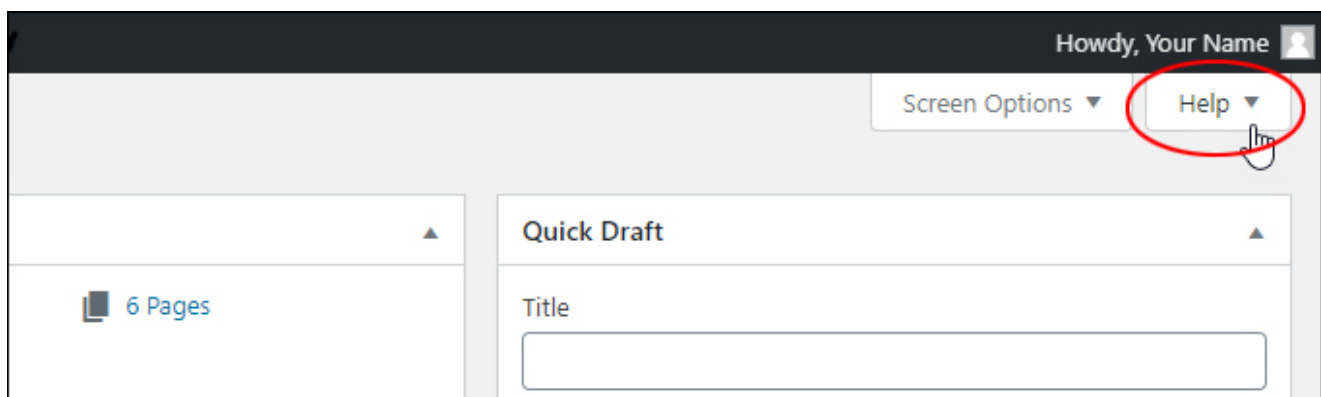 Howdy, Your Name
Screen Options
Help
Quick Draft
6 Pages
Title